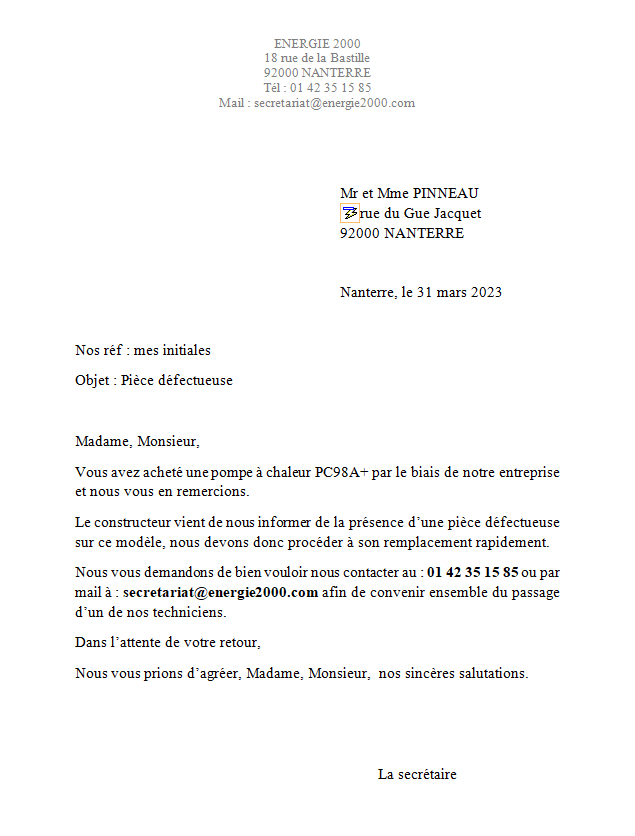 ENERGIE 2000
18 rue de la Bastille
92000 NANTERRE
Tél : 01 42 35 15 85
Mail : secretariat@energie2000.com
Mr et Mme PINNEAU
rue du Gue Jacquet
92000 NANTERRE
Nanterre, le 31 mars 2023
Nos réf : mes initiales
Objet : Pièce défectueuse
Madame, Monsieur,
Vous avez acheté une pompe à chaleur PC98A+ par le biais de notre entreprise
et nous vous en remercions.
Le constructeur vient de nous informer de la présence d’une pièce défectueuse
sur ce modèle, nous devons donc procéder à son remplacement rapidement.
Nous vous demandons de bien vouloir nous contacter au : 01 42 35 15 85 ou par
mail à : secretariat@energie2000.com afin de convenir ensemble du passage
d’un de nos techniciens.
Dans l’attente de votre retour,
Nous vous prions d’agréer, Madame, Monsieur,  nos sincères salutations.
La secrétaire